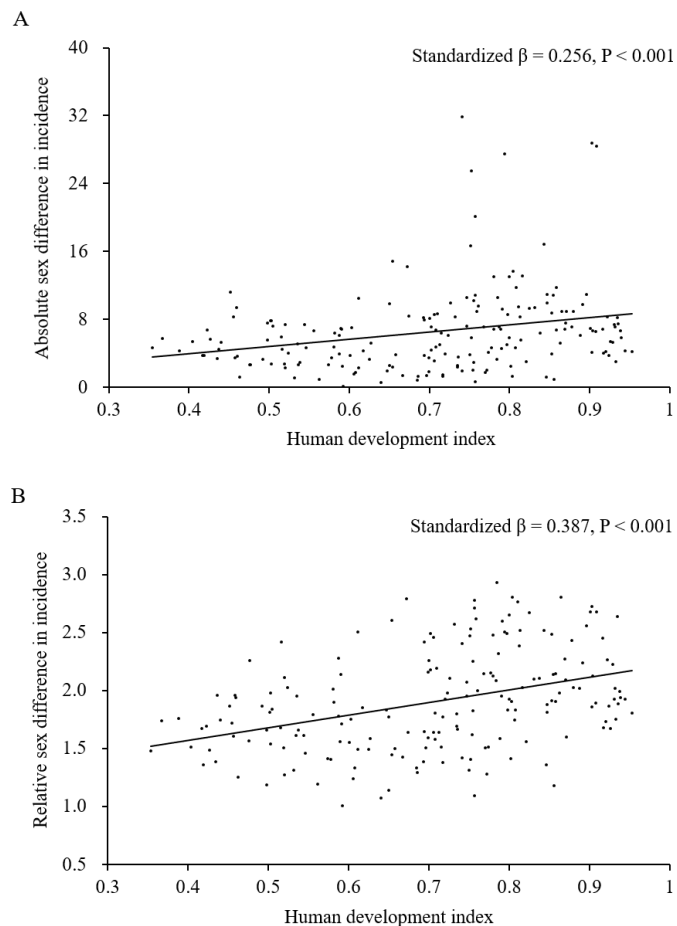 A
Standardized β = 0.256, P < 0.001
Absolute sex difference in incidence
40
32
24
16
8
0
0.3 0.4 0.5 0.6 0.7 0.8 0.9 1
Human development index
B
Standardized β = 0.387, P < 0.001
Relative sex difference in incidence
3.5
3.0
2.5
2.0
1.5
1.0
0.5
0.3 0.4 0.5 0.6 0.7 0.8 0.9 1
Human development index